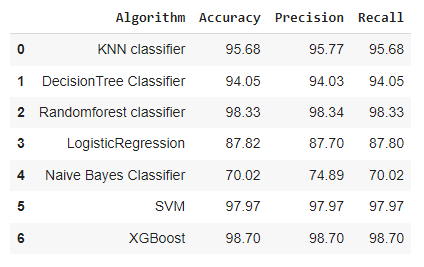 Algorithm Accuracy Precision Recall
0 KNN classifier 95.68 95.77 95.68
1 DecisionTree Classifier 94.05 94.03 94.05
2 Randomforest classifier 98.33 98.34 98.33
3 LogisticRegression 87.82 87.70 87.80
4 Naive Bayes Classifier 70.02 74.89 70.02
5 SVM 97.97 97.97 97.97
6 XGBoost 98.70 98.70 98.70